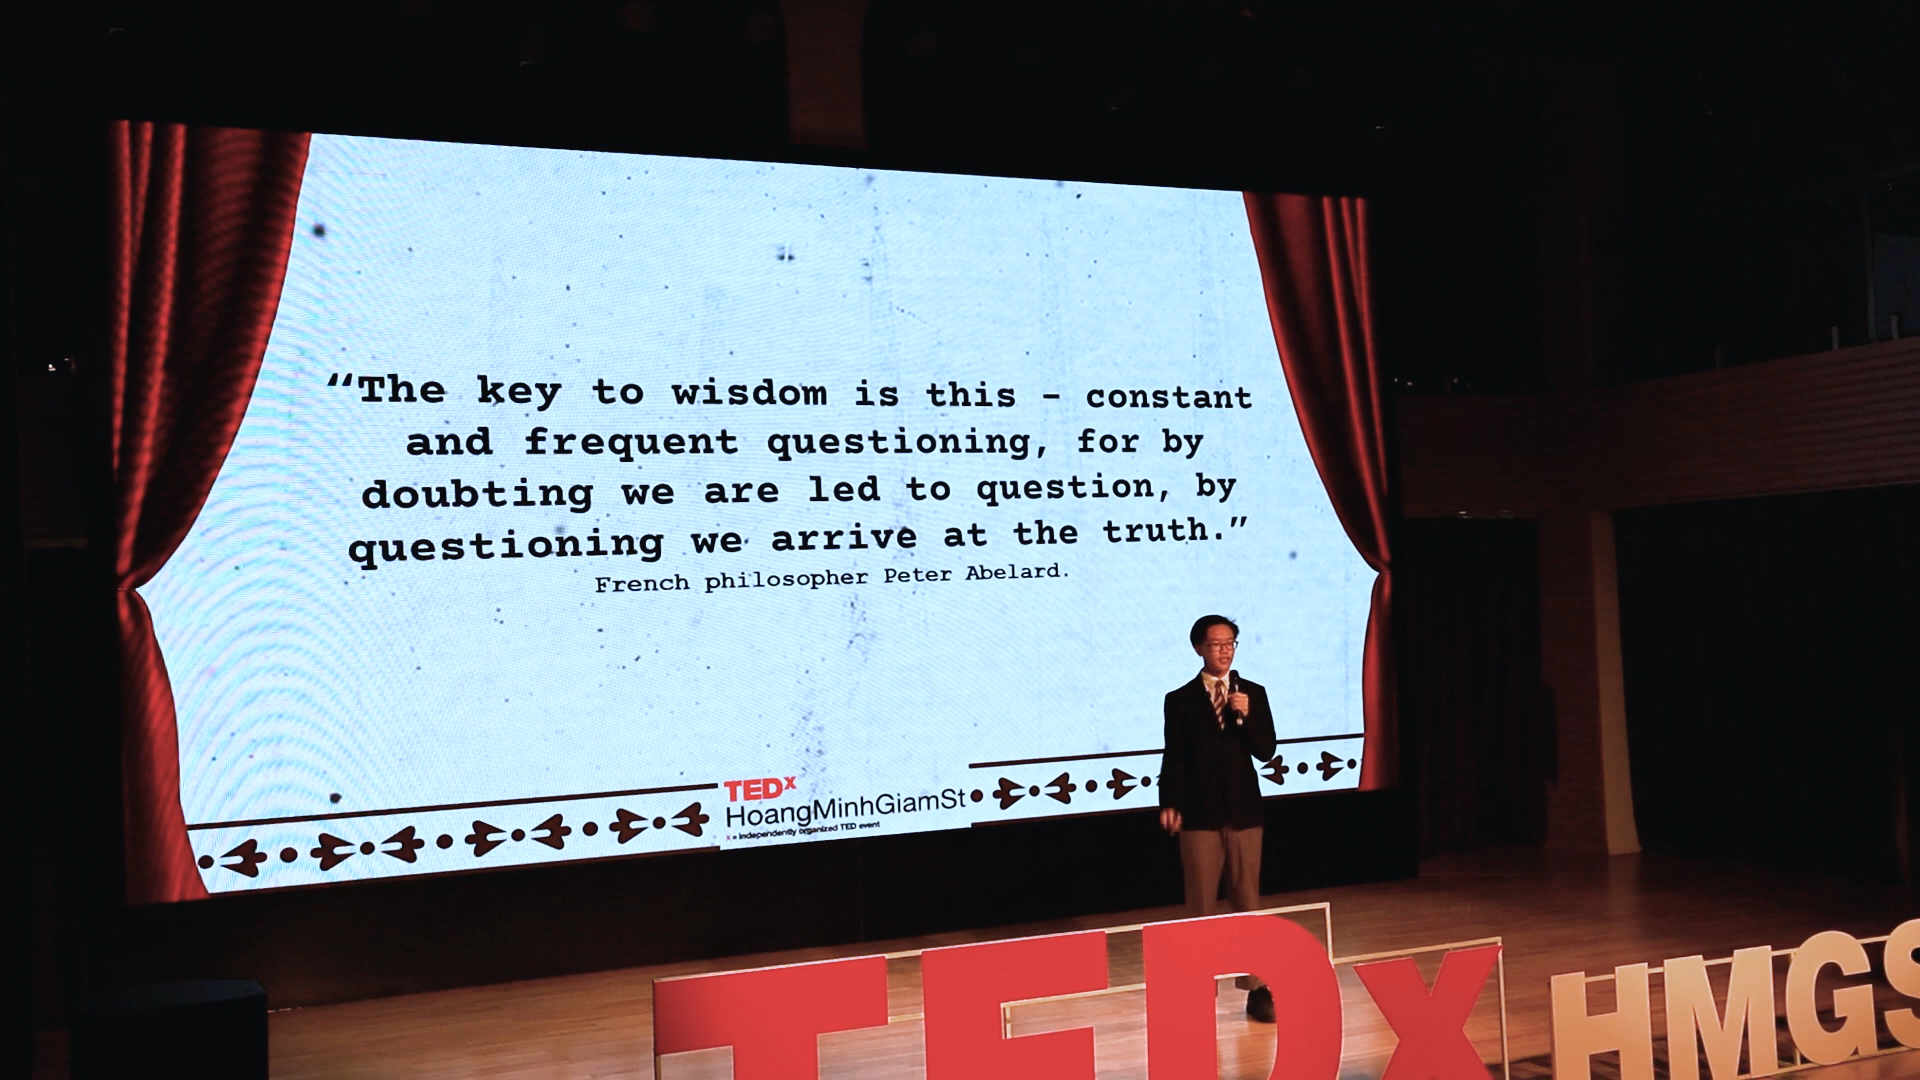 “The key to wisdom is this – constant
and frequent questioning, for by
doubting we are led to question, by
questioning we arrive at the truth.”
French philosopher Peter Abelard.
TEDx
HoangMinhGiamSt
x = independently organized TED event
TEDx HMGS